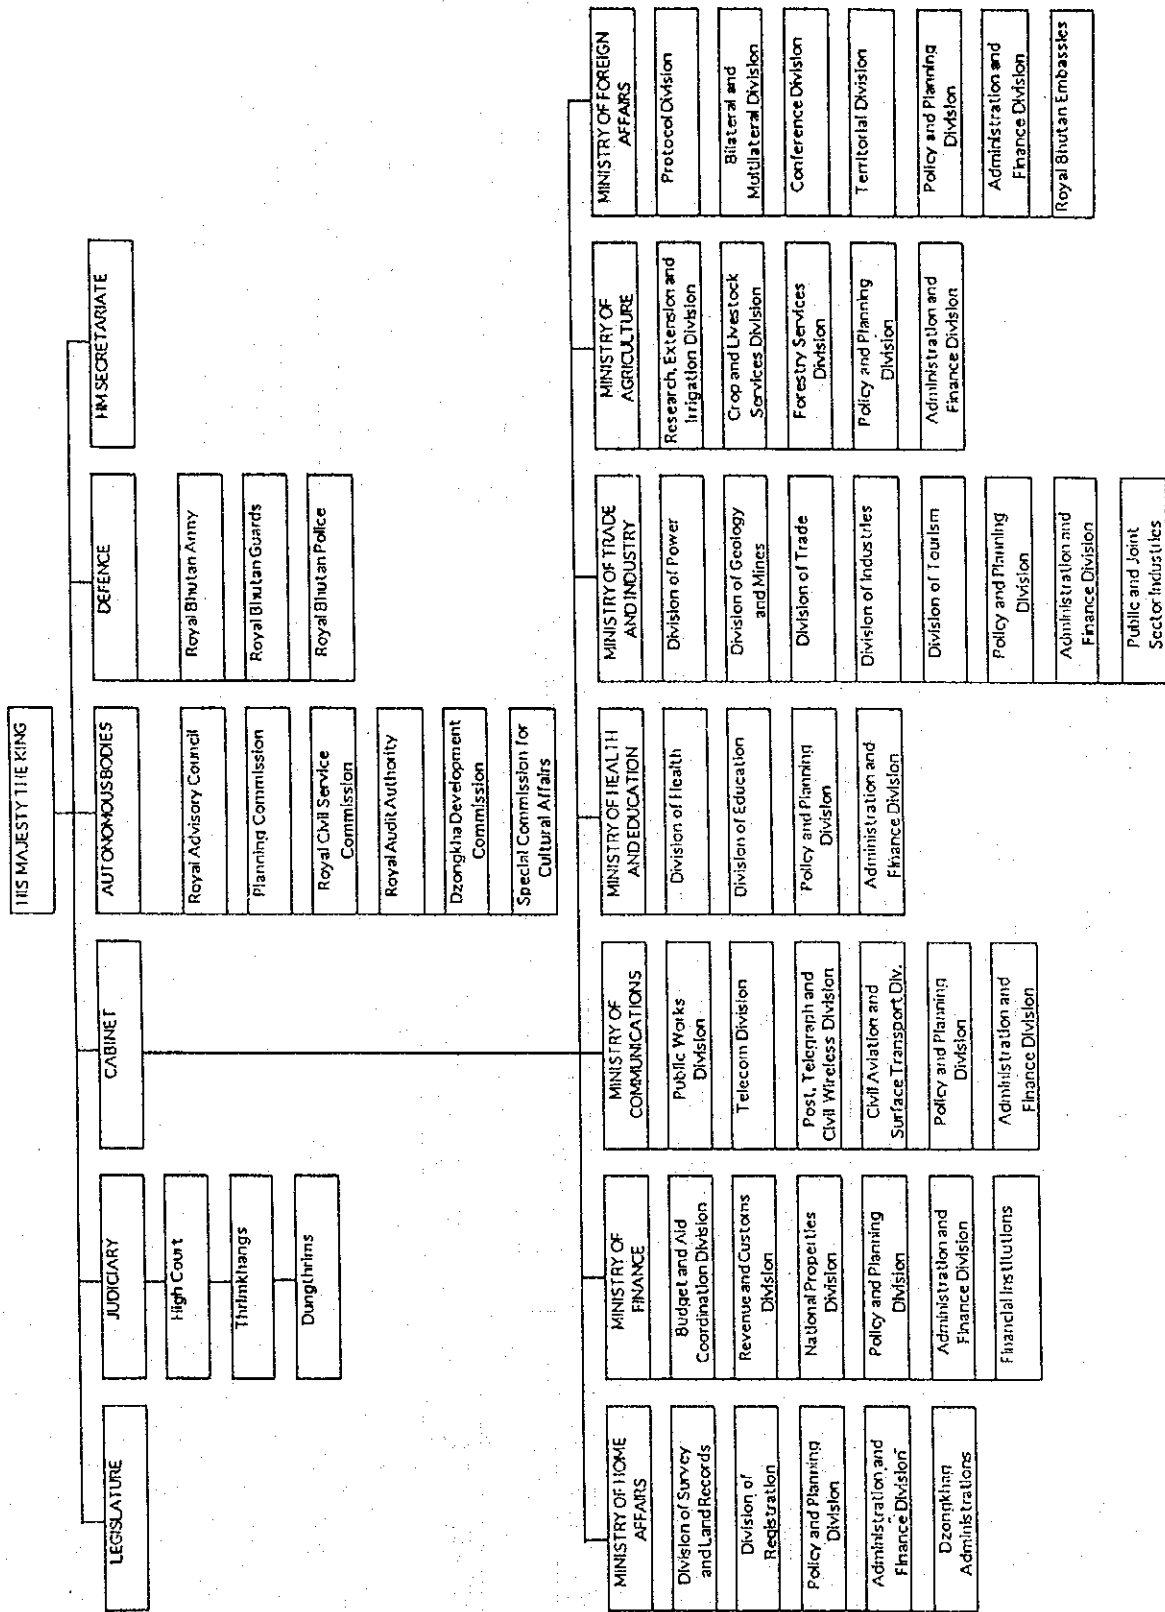 HIS MAJESTY THE KING
LEGISLATURE
JUDICIARY
High Court
Thrimkhangs
Dungthrims
CABINET
AUTONOMOUS BODIES
Royal Advisory Council
Planning Commission
Royal Civil Service
Commission
Royal Audit Authority
Dzongkha Development
Commission
Special Commission for
Cultural Affairs
DEFENCE
Royal Bhutan Army
Royal Bhutan Guards
Royal Bhutan Police
HM SECRETARIATE
MINISTRY OF HOME
AFFAIRS
Division of Survey
and Land Records
Division of
Registration
Policy and Planning
Division
Administration and
Finance Division
Dzongkhan
Administrations
MINISTRY OF
FINANCE
Budget and Aid
Coordination Division
Revenue and Customs
Division
National Properties
Division
Policy and Planning
Division
Administration and
Finance Division
Financial Institutions
MINISTRY OF
COMMUNICATIONS
Public Works
Division
Telecom Division
Post, Telegraph and
Civil Wireless Division
Civil Aviation and
Surface Transport Div.
Policy and Planning
Division
Administration and
Finance Division
MINISTRY OF HEALTH
AND EDUCATION
Division of Health
Division of Education
Policy and Planning
Division
Administration and
Finance Division
MINISTRY OF TRADE
AND INDUSTRY
Division of Power
Division of Geology
and Mines
Division of Trade
Division of Industries
Division of Tourism
Policy and Planning
Division
Administration and
Finance Division
Public and Joint
Sector Industries
MINISTRY OF
AGRICULTURE
Research, Extension and
Irrigation Division
Crop and Livestock
Services Division
Forestry Services
Division
Policy and Planning
Division
Administration and
Finance Division
MINISTRY OF FOREIGN
AFFAIRS
Protocol Division
Bilateral and
Multilateral Division
Conference Division
Territorial Division
Policy and Planning
Division
Administration and
Finance Division
Royal Bhutan Embassies